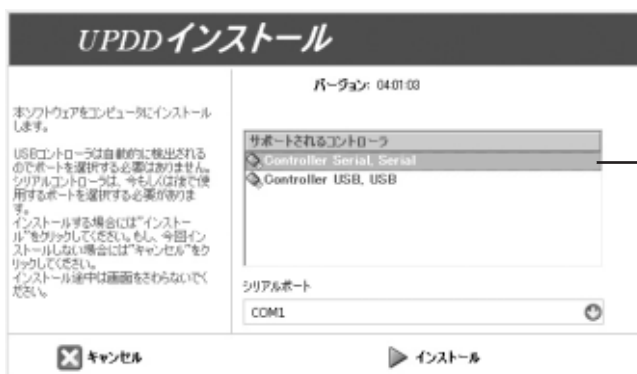 UPDDインストール
バージョン: 04:01:03
本ソフトウェアをコンピュータにインストール
します。
USBコントローラは自動的に検出される
のでポートを選択する必要はありません。
シリアルコントローラは、今もしくは後で使
用するポートを選択する必要がありま
す。
インストールする場合には"インストー
ル"をクリックしてください。もし、今回イン
ストールしない場合には"キャンセル"をク
リックしてください。
インストール途中は画面をさわらないでく
ださい。
サポートされるコントローラ
Controller Serial, Serial
Controller USB, USB
シリアルポート
COM1
キャンセル
インストール